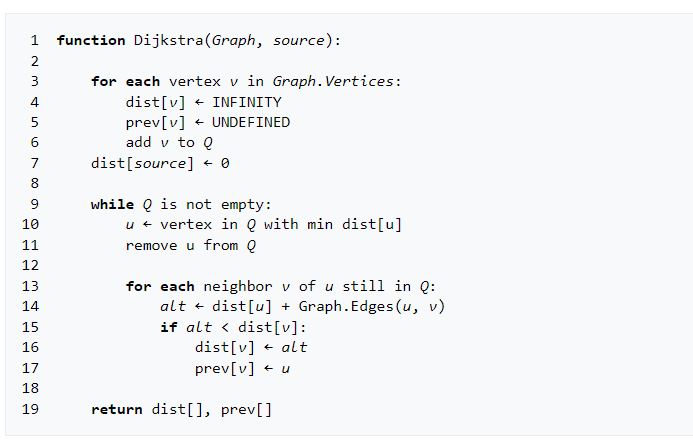 1 function Dijkstra(Graph, source):
2
3 for each vertex v in Graph.Vertices:
4 dist[v] ← INFINITY
5 prev[v] ← UNDEFINED
6 add v to Q
7 dist[source] ← 0
8
9 while Q is not empty:
10 u ← vertex in Q with min dist[u]
11 remove u from Q
12
13 for each neighbor v of u still in Q:
14 alt ← dist[u] + Graph.Edges(u, v)
15 if alt < dist[v]:
16 dist[v] ← alt
17 prev[v] ← u
18
19 return dist[], prev[]